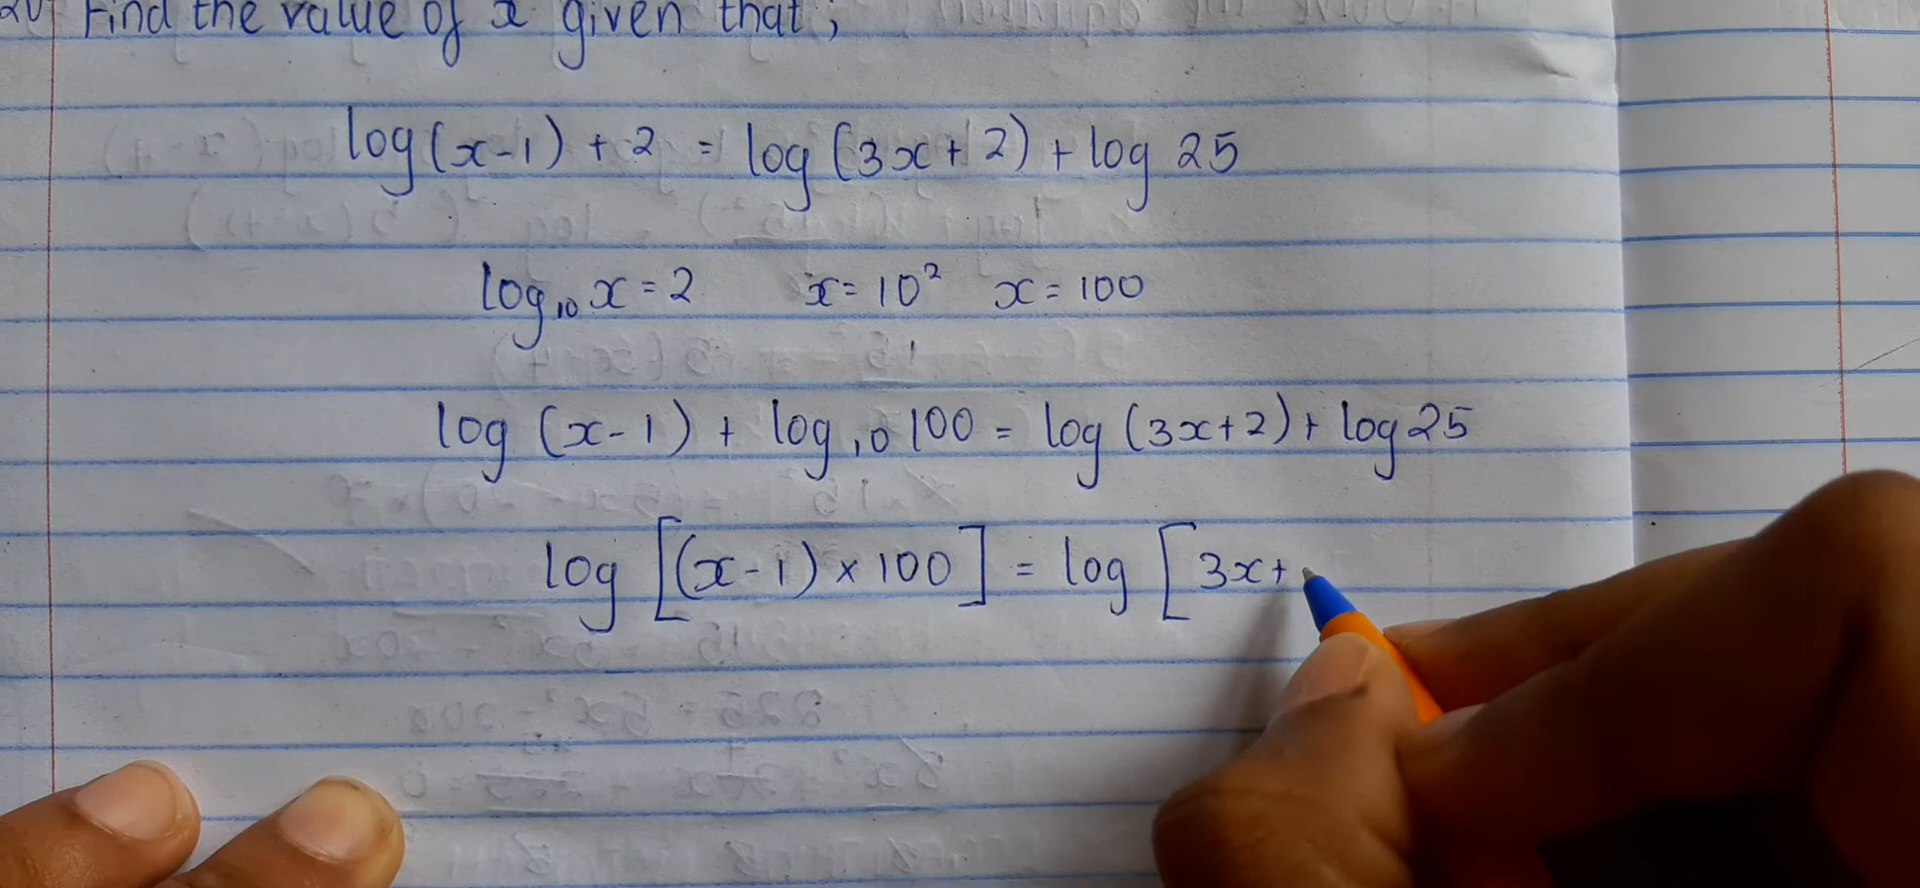 Find the value of x given that;
log(x-1) + 2 = log (3x+2) + log 25
log₁₀ x = 2 x = 10² x = 100
log (x-1) + log₁₀ 100 = log (3x+2) + log 25
log [(x-1) × 100] = log [3x+